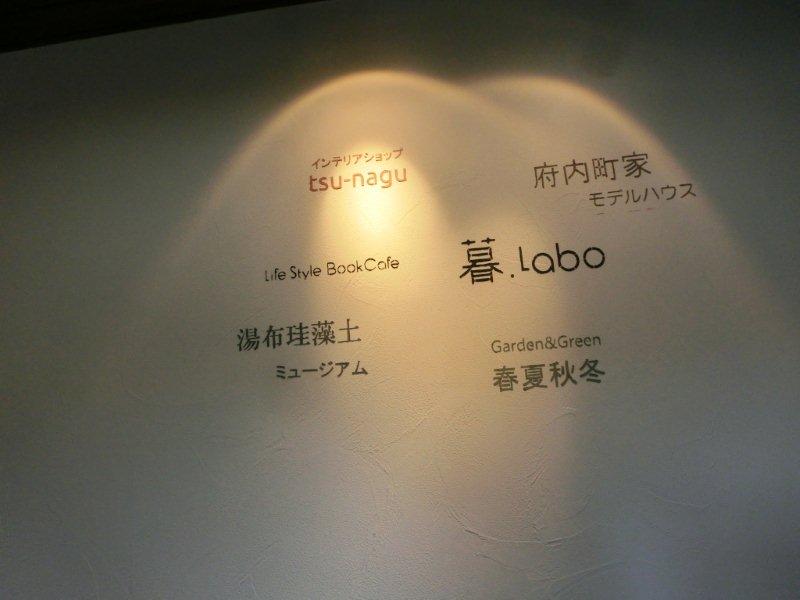 インテリアショップ
tsu-nagu
府内町家
モデルハウス
Life Style BookCafe
暮.Labo
湯布珪藻土
ミュージアム
Garden&Green
春夏秋冬